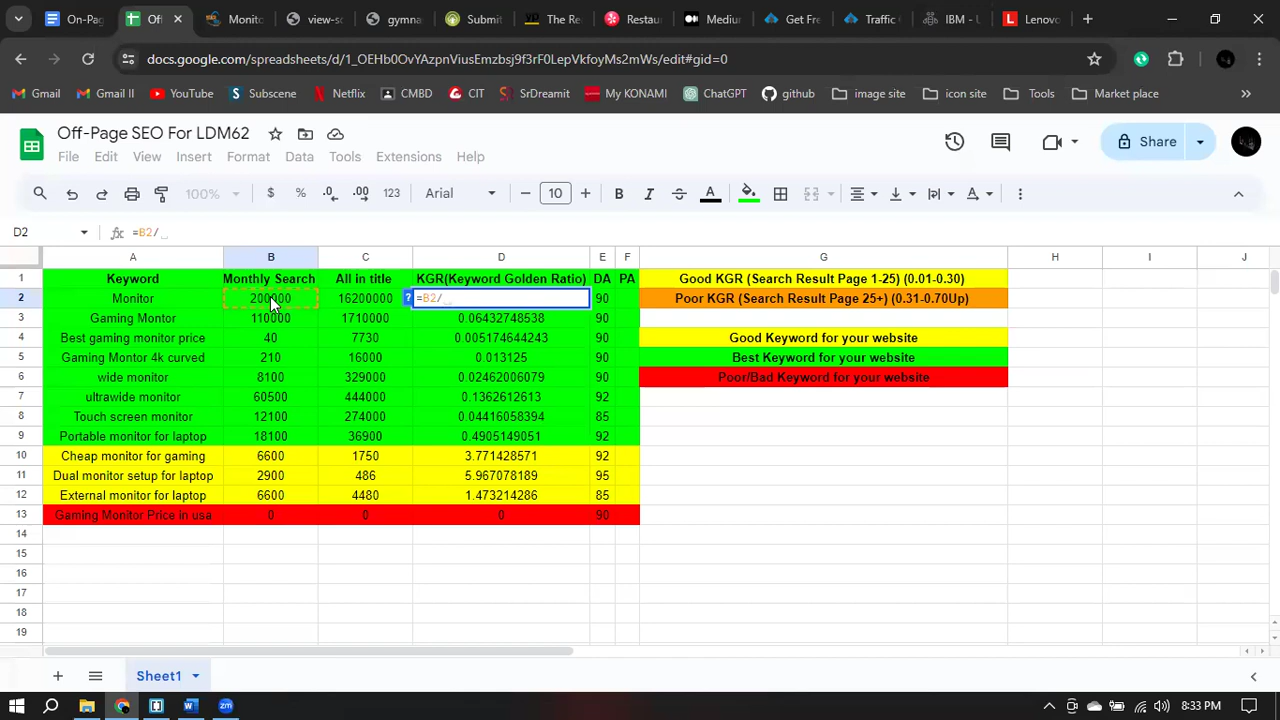 On-Pag
Off
Monito
view-so
gymna
Submit
The Re
Restau
Medium
Get Fre
Traffic
IBM - U
Lenovo
docs.google.com/spreadsheets/d/1_OEHb0OvYAzpnViusEmzbsj9f3rF0LepVkfoyMs2mWs/edit#gid=0
Gmail
Gmail II
YouTube
Subscene
Netflix
CMBD
CIT
SrDreamit
My KONAMI
ChatGPT
github
image site
icon site
Tools
Market place
Off-Page SEO For LDM62
Share
File Edit View Insert Format Data Tools Extensions Help
100%
$ % .0 .00 123
Arial
10
D2
=B2/
A B C D E F G H I J
1 Keyword Monthly Search All in title KGR(Keyword Golden Ratio) DA PA Good KGR (Search Result Page 1-25) (0.01-0.30)
2 Monitor 200000 16200000 ? =B2/ 90 Poor KGR (Search Result Page 25+) (0.31-0.70Up)
3 Gaming Montor 110000 1710000 0.06432748538 90
4 Best gaming monitor price 40 7730 0.005174644243 90 Good Keyword for your website
5 Gaming Montor 4k curved 210 16000 0.013125 90 Best Keyword for your website
6 wide monitor 8100 329000 0.02462006079 90 Poor/Bad Keyword for your website
7 ultrawide monitor 60500 444000 0.1362612613 92
8 Touch screen monitor 12100 274000 0.04416058394 85
9 Portable monitor for laptop 18100 36900 0.4905149051 92
10 Cheap monitor for gaming 6600 1750 3.771428571 92
11 Dual monitor setup for laptop 2900 486 5.967078189 95
12 External monitor for laptop 6600 4480 1.473213286 85
13 Gaming Monitor Price in usa 0 0 0 90
14
15
16
17
18
19
Sheet1
8:33 PM